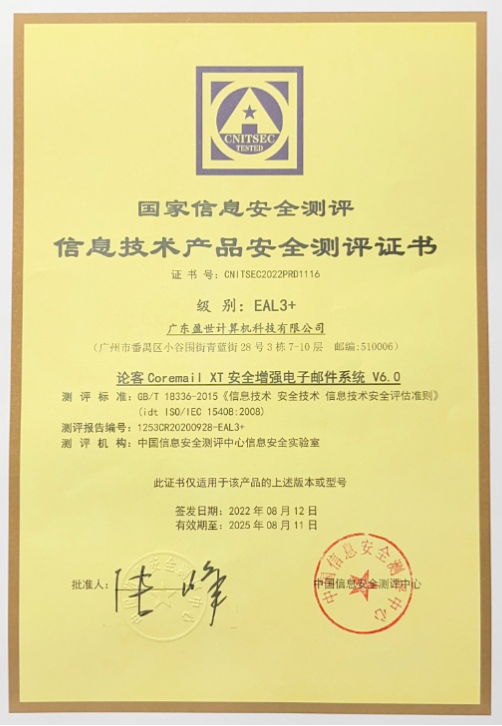 CNITSEC
TESTED
国家信息安全测评
信息技术产品安全测评证书
证 书 号：CNITSEC2022PRD1116
级 别：EAL3+
广东盈世计算机科技有限公司
（广州市番禺区小谷围街青蓝街 28 号 3 栋 7-10 层 邮编:510006）
论客 Coremail XT 安全增强电子邮件系统 V6.0
测 评 标 准：GB/T 18336-2015《信息技术 安全技术 信息技术安全评估准则》
(idt ISO/IEC 15408:2008)
测评报告编号：1253CR20200928-EAL3+
测 评 机 构：中国信息安全测评中心信息安全实验室
此证书仅适用于该产品的上述版本或型号
签发日期：2022 年 08 月 12 日
有效期至：2025 年 08 月 11 日
批准人：
中国信息安全测评中心
中国信息安全测评中心